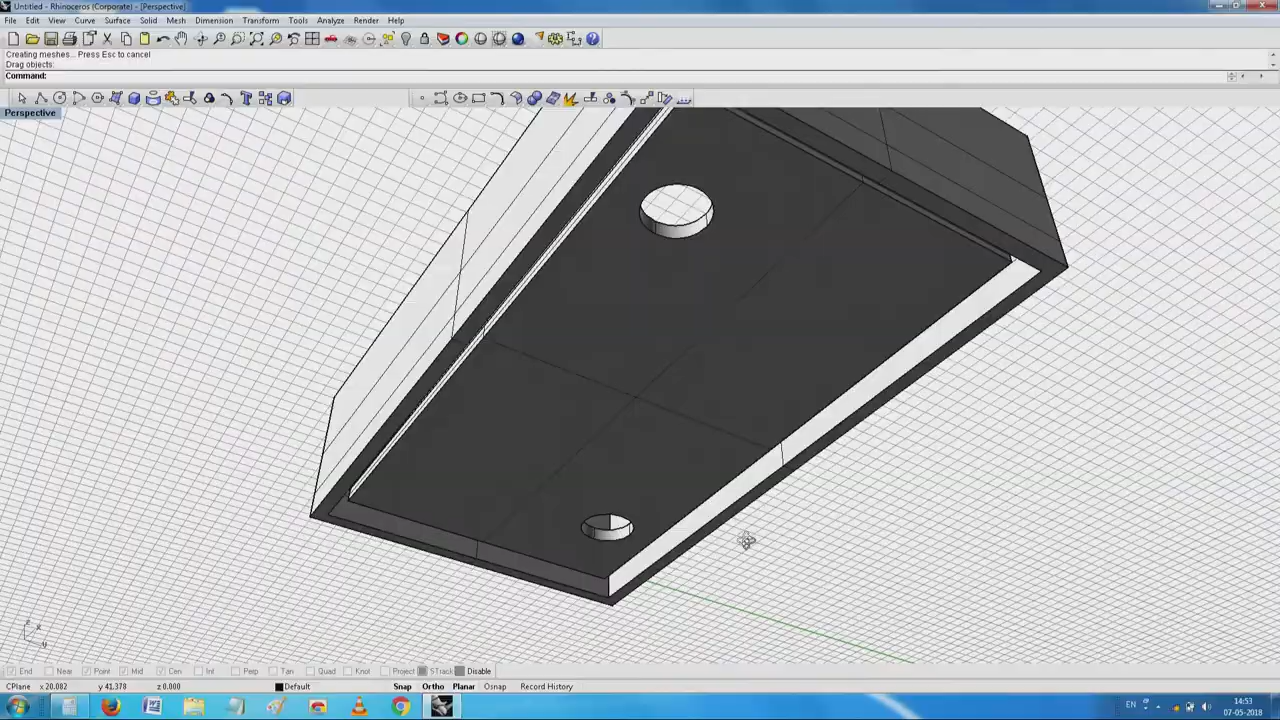 Untitled - Rhinoceros (Corporate) - [Perspective]
File Edit View Curve Surface Solid Mesh Dimension Transform Tools Analyze Render Help
Creating meshes... Press Esc to cancel
Drag objects:
Command:
Perspective
z x
y
End Near Point Mid Cen Int Perp Tan Quad Knot Project STrack Disable
CPlane x 20.082 y 41.378 z 0.000 Default Snap Ortho Planar Osnap Record History
EN 14:53
07-05-2018